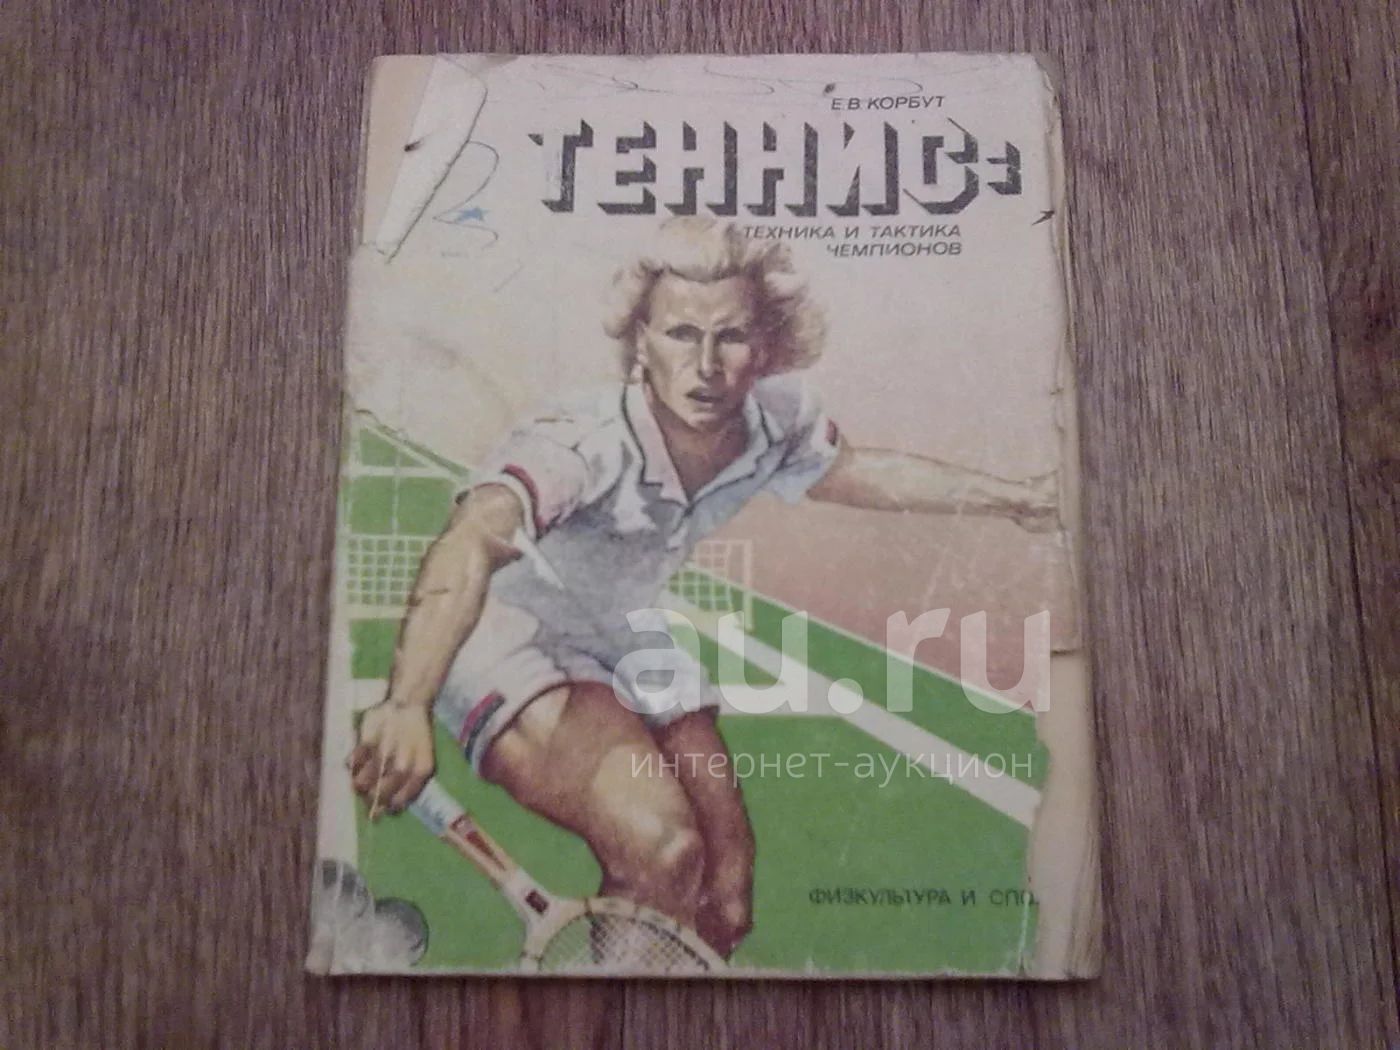 Е.В. КОРБУТ
ТЕННИС:
ТЕХНИКА И ТАКТИКА
ЧЕМПИОНОВ
au.ru
интернет-аукцион
ФИЗКУЛЬТУРА И СПО